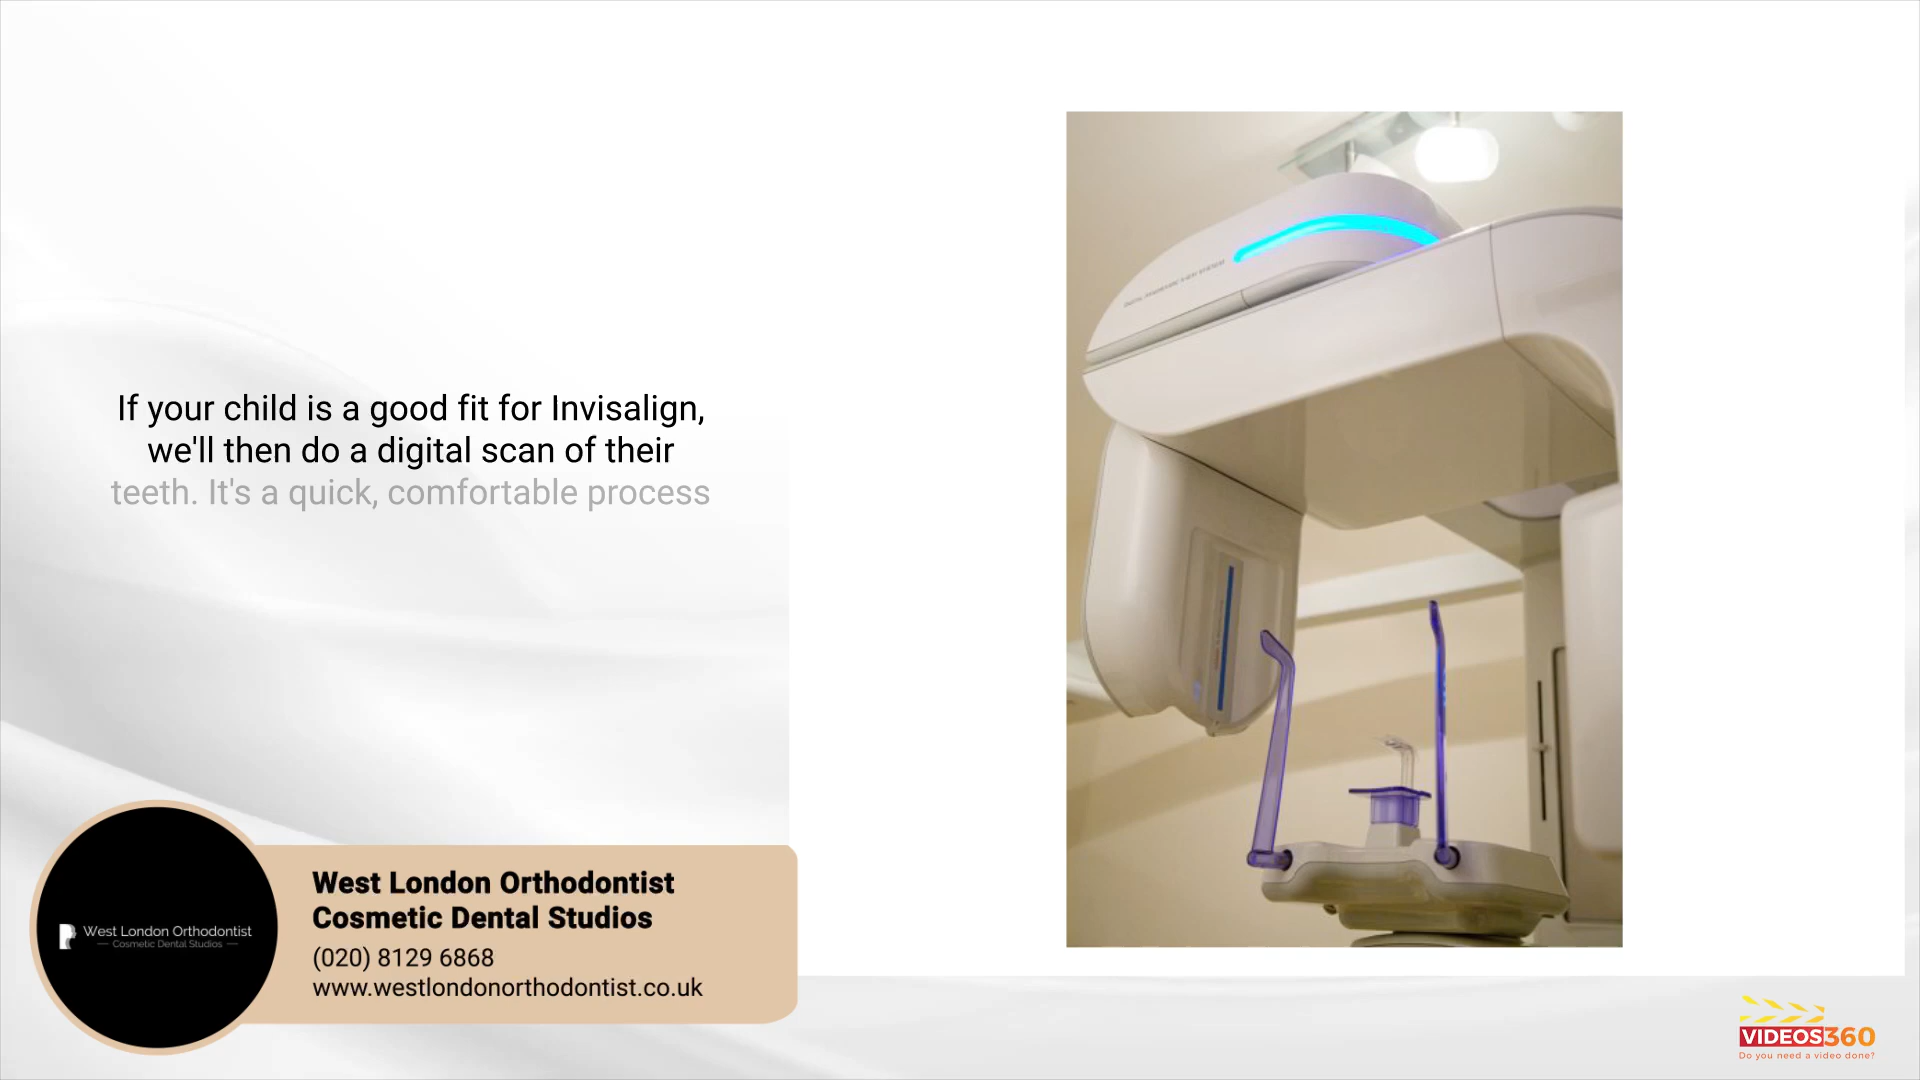 If your child is a good fit for Invisalign,
we'll then do a digital scan of their
teeth. It's a quick, comfortable process
West London Orthodontist
Cosmetic Dental Studios
West London Orthodontist
Cosmetic Dental Studios
(020) 8129 6868
www.westlondonorthodontist.co.uk
VIDEOS360
Do you need a video done?